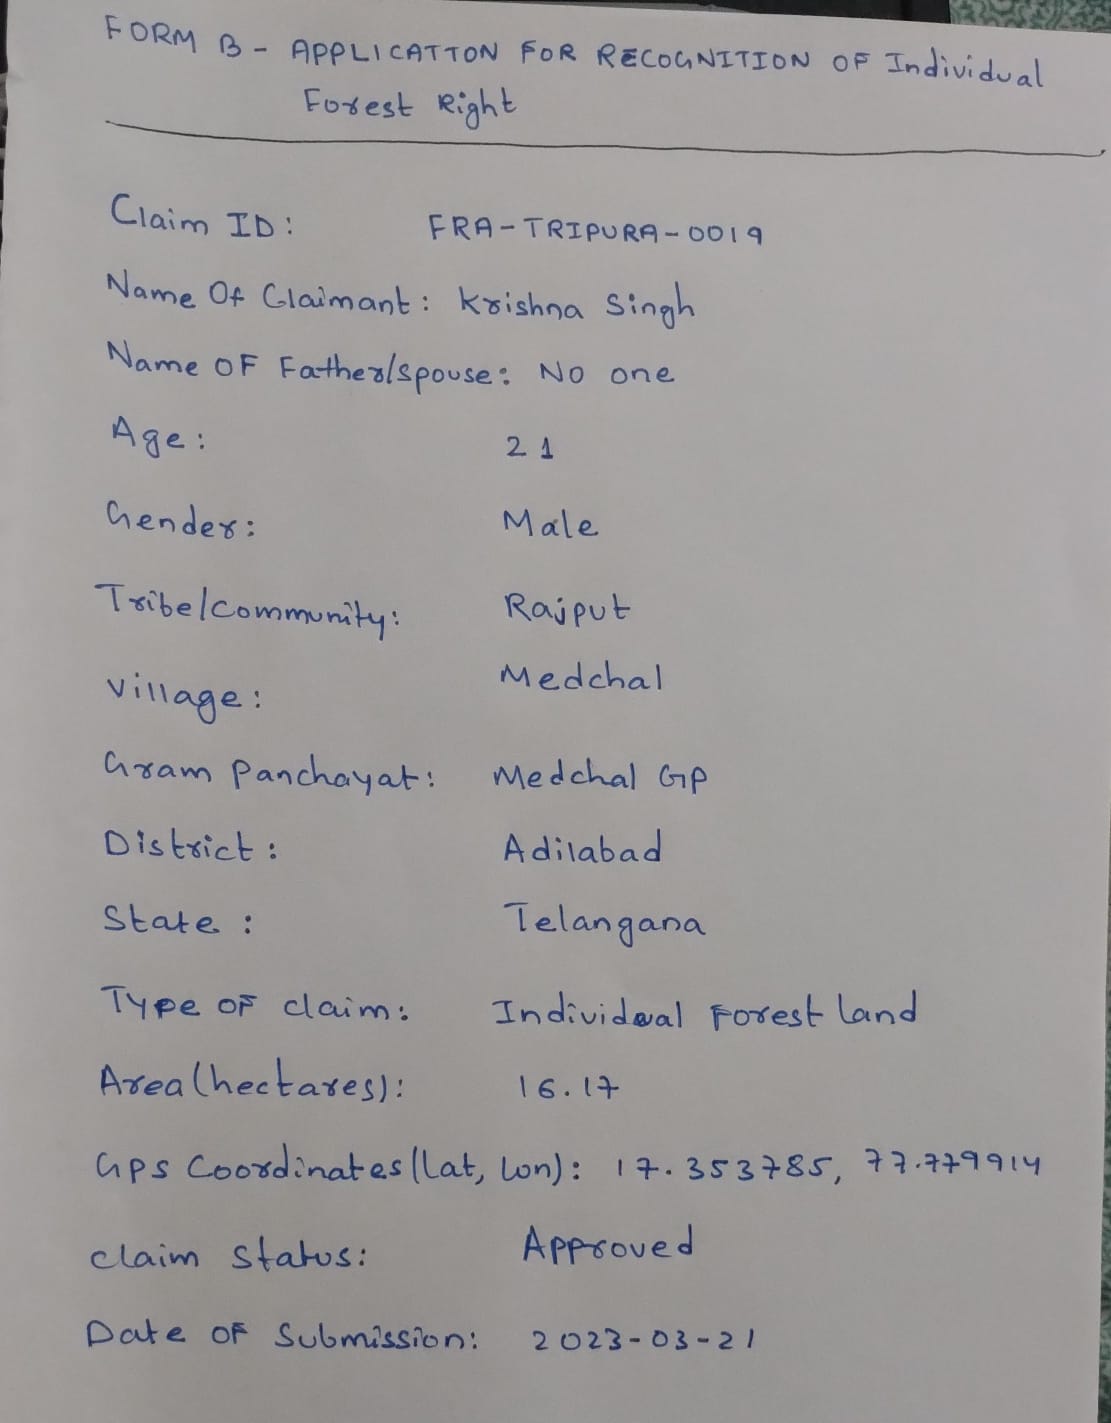 FORM B - APPLICATION FOR RECOGNITION OF Individual
Forest Right
Claim ID: FRA-TRIPURA-0019
Name Of Claimant: Krishna Singh
Name OF Father/spouse: No one
Age: 21
Gender: Male
Tribe/community: Rajput
village: Medchal
Gram Panchayat: Medchal GP
District: Adilabad
State: Telangana
Type OF claim: Individual Forest land
Area (hectares): 16.17
GPS Coordinates (lat, lon): 17.353785, 77.779914
claim status: Approved
Date OF Submission: 2023-03-21